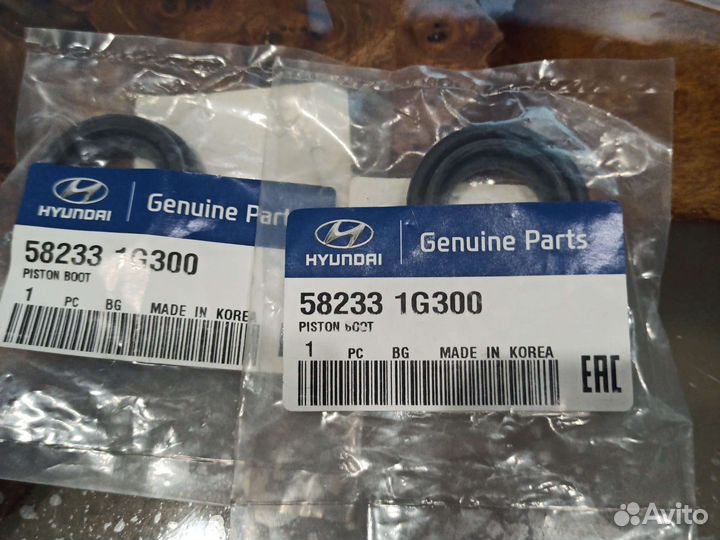 HYUNDAI
Genuine Parts
58233 1G300
PISTON BOOT
1 PC BG MADE IN KOREA
HYUNDAI
Genuine Parts
58233 1G300
PISTON BOOT
1 PC BG MADE IN KOREA
EAC
Avito